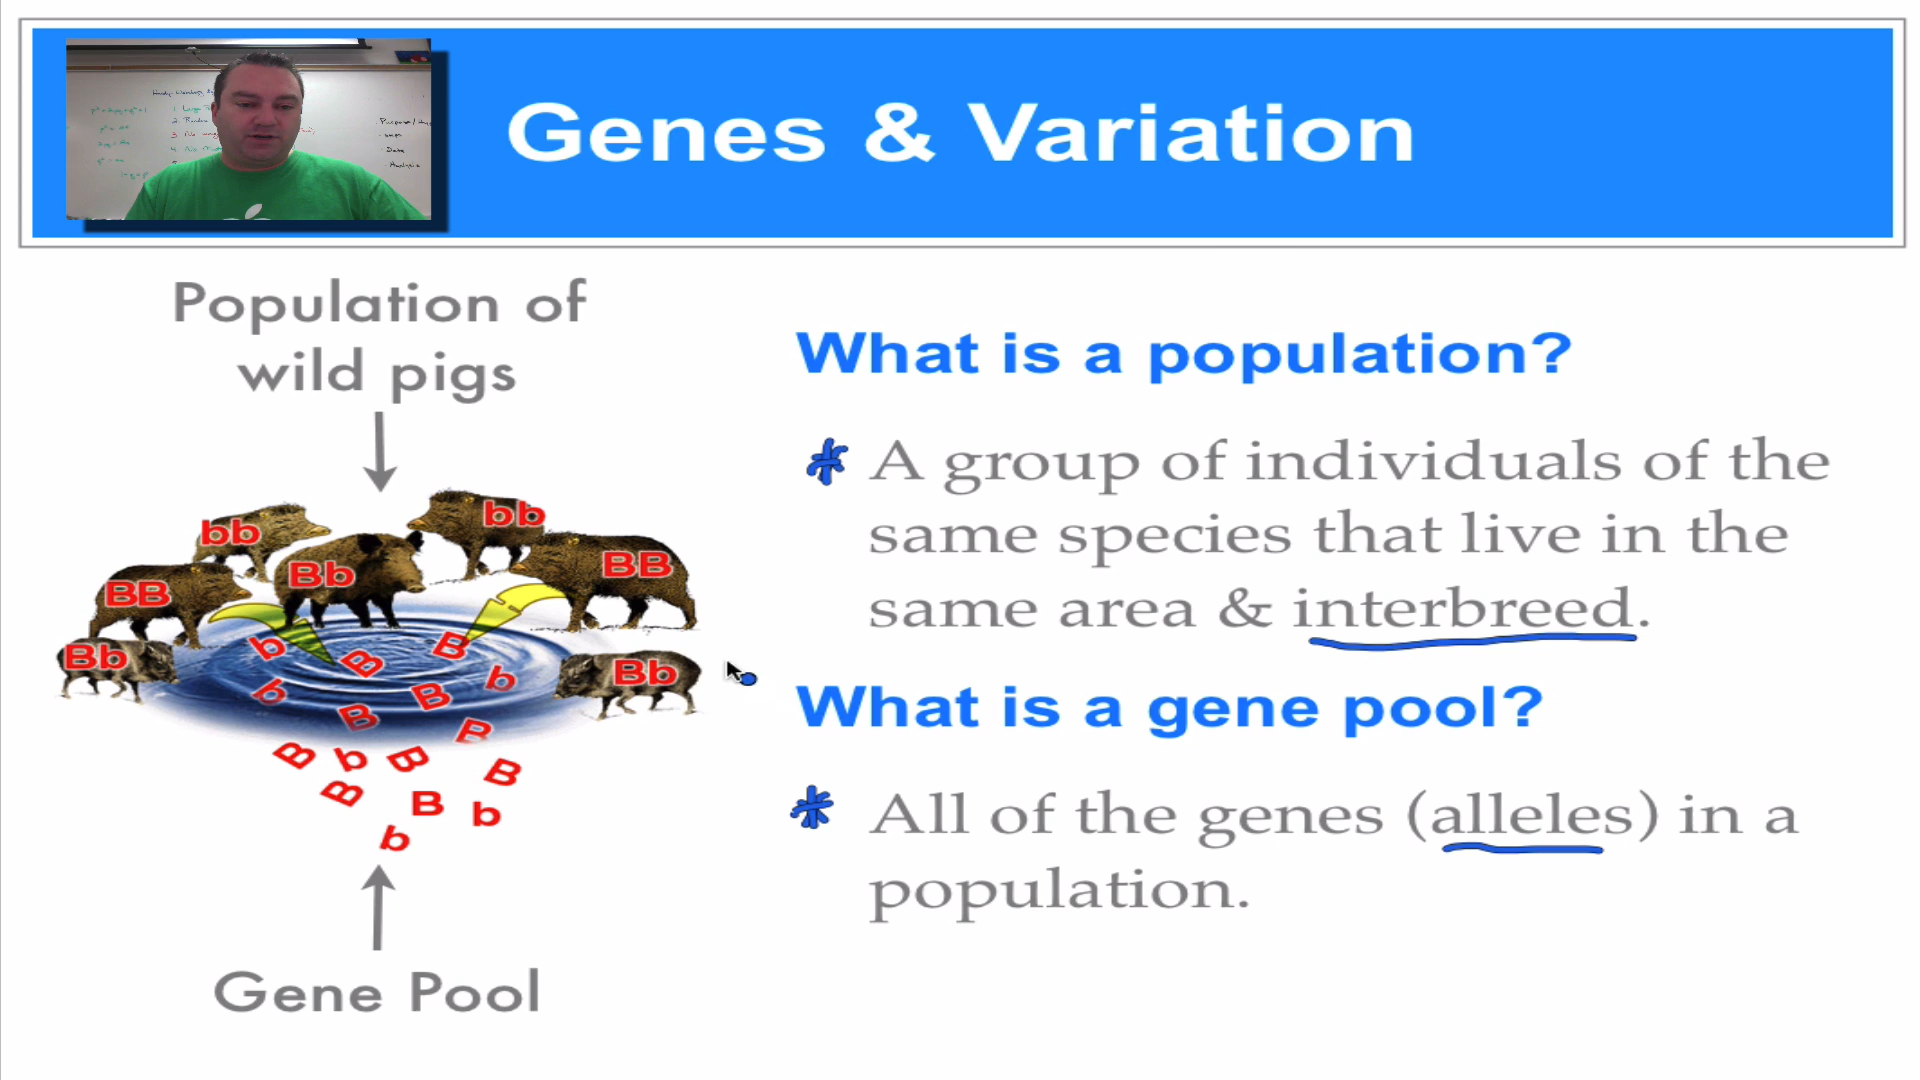 Genes & Variation
Population of
wild pigs
bb
bb
Bb
BB
BB
Bb
Bb
b
B
B
b
b
B
B
B
B
b
B
B
B
B
b
b
Gene Pool
What is a population?
A group of individuals of the
same species that live in the
same area & interbreed.
What is a gene pool?
All of the genes (alleles) in a
population.